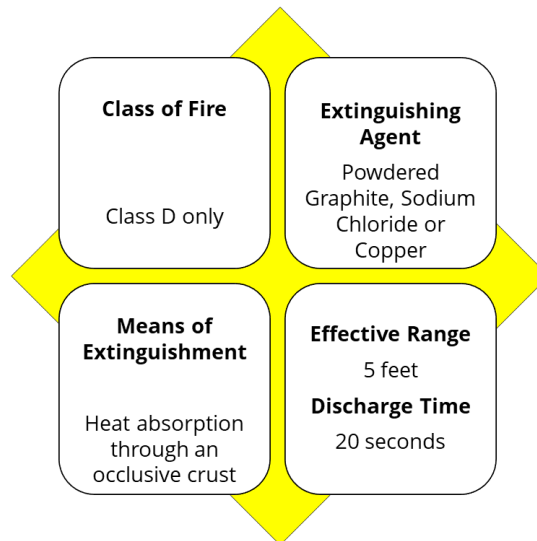 Class of Fire
Class D only
Extinguishing
Agent
Powdered
Graphite, Sodium
Chloride or
Copper
Means of
Extinguishment
Heat absorption
through an
occlusive crust
Effective Range
5 feet
Discharge Time
20 seconds